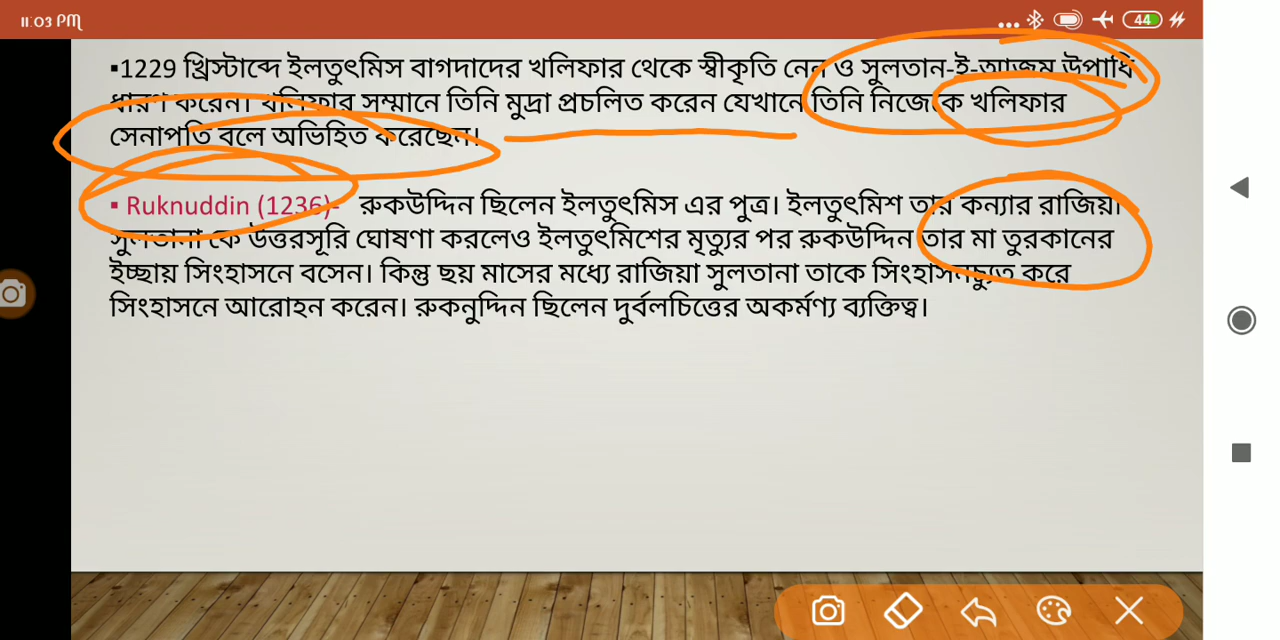 11:03 PM
44
▪1229 খ্রিস্টাব্দে ইলতুৎমিস বাগদাদের খলিফার থেকে স্বীকৃতি নেন ও সুলতান-ই-আজম উপাধি
ধারণ করেন। খলিফার সম্মানে তিনি মুদ্রা প্রচলিত করেন যেখানে তিনি নিজেকে খলিফার
সেনাপতি বলে অভিহিত করেছেন।
▪ Ruknuddin (1236)- রুকউদ্দিন ছিলেন ইলতুৎমিস এর পুত্র। ইলতুৎমিশ তার কন্যার রাজিয়া
সুলতানা কে উত্তরসূরি ঘোষণা করলেও ইলতুৎমিশের মৃত্যুর পর রুকউদ্দিন তার মা তুরকানের
ইচ্ছায় সিংহাসনে বসেন। কিন্তু ছয় মাসের মধ্যে রাজিয়া সুলতানা তাকে সিংহাসনচ্যুত করে
সিংহাসনে আরোহন করেন। রুকনুদ্দিন ছিলেন দুর্বলচিত্তের অকর্মণ্য ব্যক্তিত্ব।